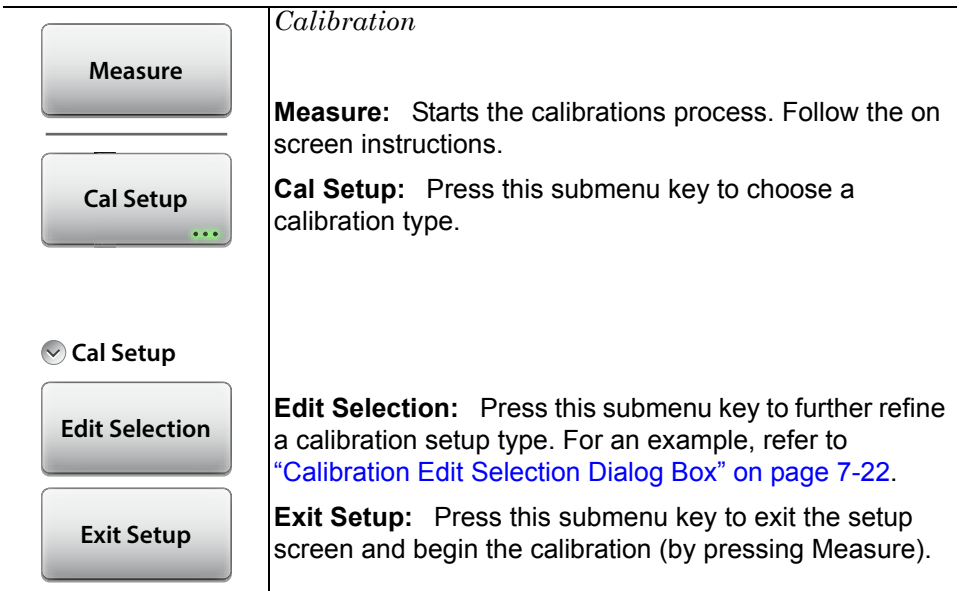 Calibration
Measure
Measure: Starts the calibrations process. Follow the on
screen instructions.
Cal Setup
Cal Setup: Press this submenu key to choose a
calibration type.
Cal Setup
Edit Selection
Edit Selection: Press this submenu key to further refine
a calibration setup type. For an example, refer to
“Calibration Edit Selection Dialog Box” on page 7-22.
Exit Setup
Exit Setup: Press this submenu key to exit the setup
screen and begin the calibration (by pressing Measure).